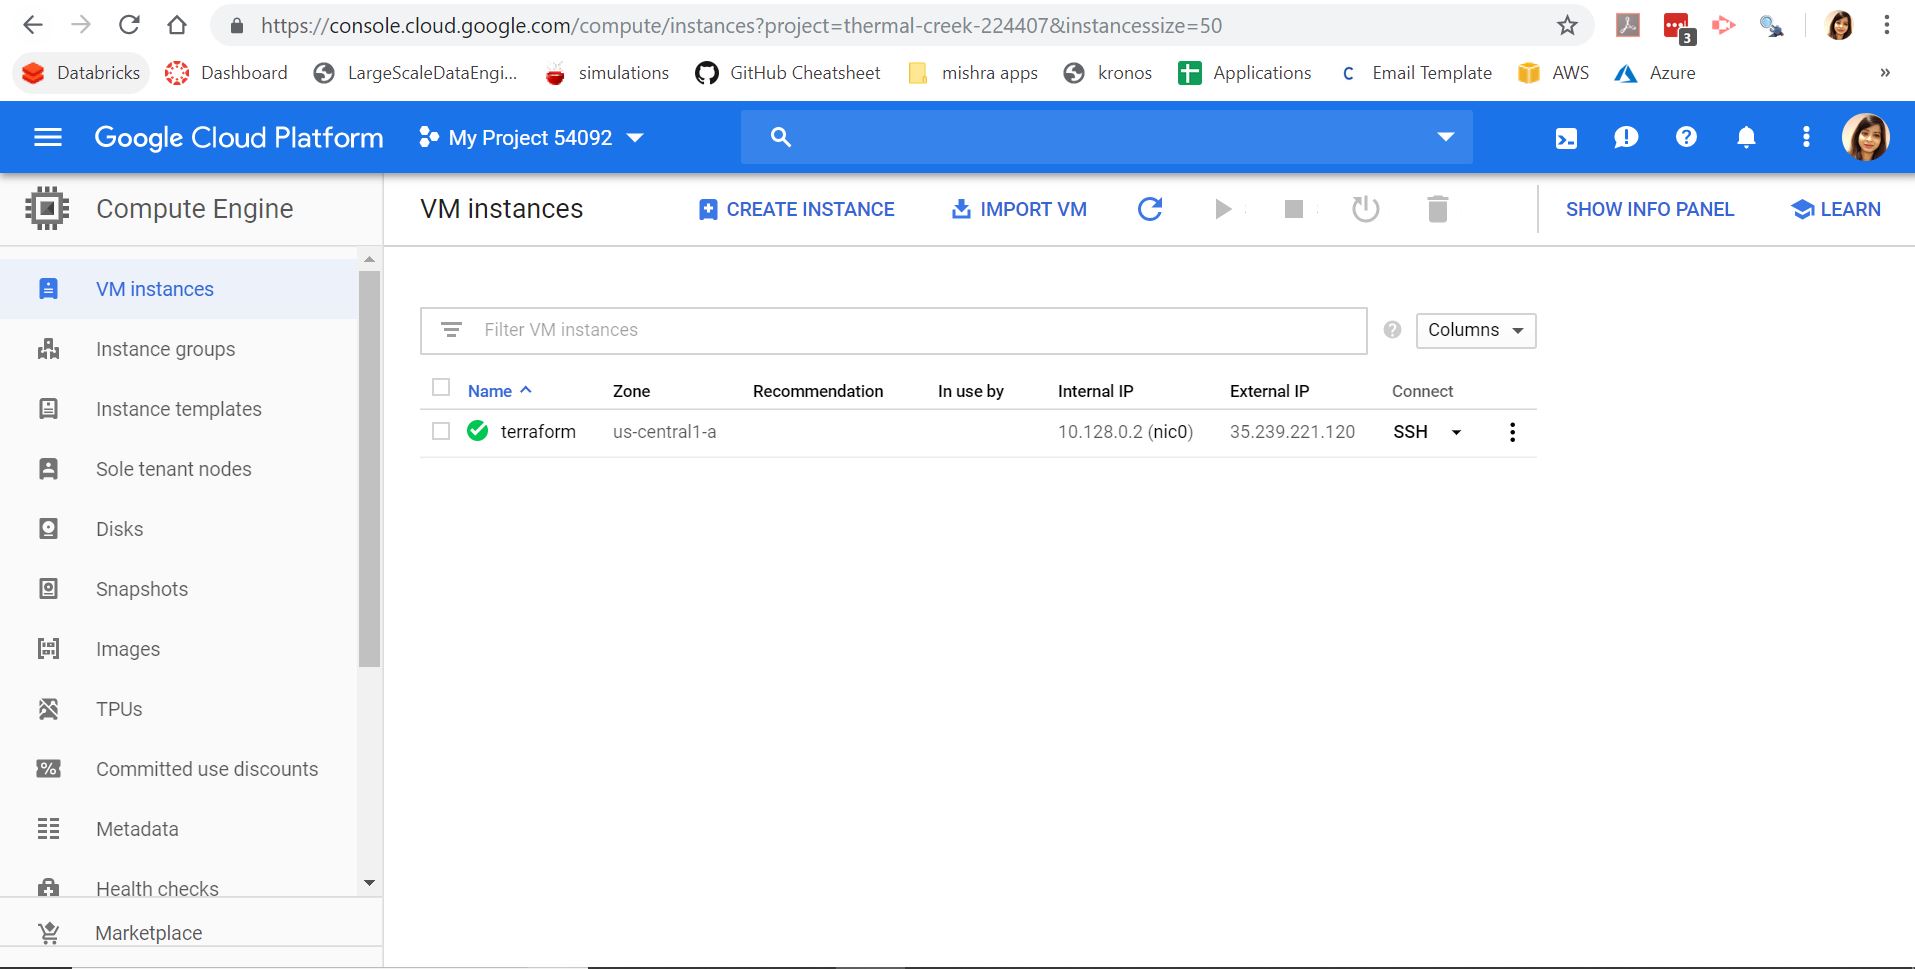 https://console.cloud.google.com/compute/instances?project=thermal-creek-224407&instancessize=50
3
Databricks Dashboard LargeScaleDataEngi... simulations GitHub Cheatsheet mishra apps kronos Applications C Email Template AWS Azure »
Google Cloud Platform My Project 54092
Compute Engine VM instances CREATE INSTANCE IMPORT VM SHOW INFO PANEL LEARN
VM instances
Instance groups
Instance templates
Sole tenant nodes
Disks
Snapshots
Images
TPUs
Committed use discounts
Metadata
Health checks
Marketplace
Filter VM instances Columns
Name Zone Recommendation In use by Internal IP External IP Connect
terraform us-central1-a 10.128.0.2 (nic0) 35.239.221.120 SSH